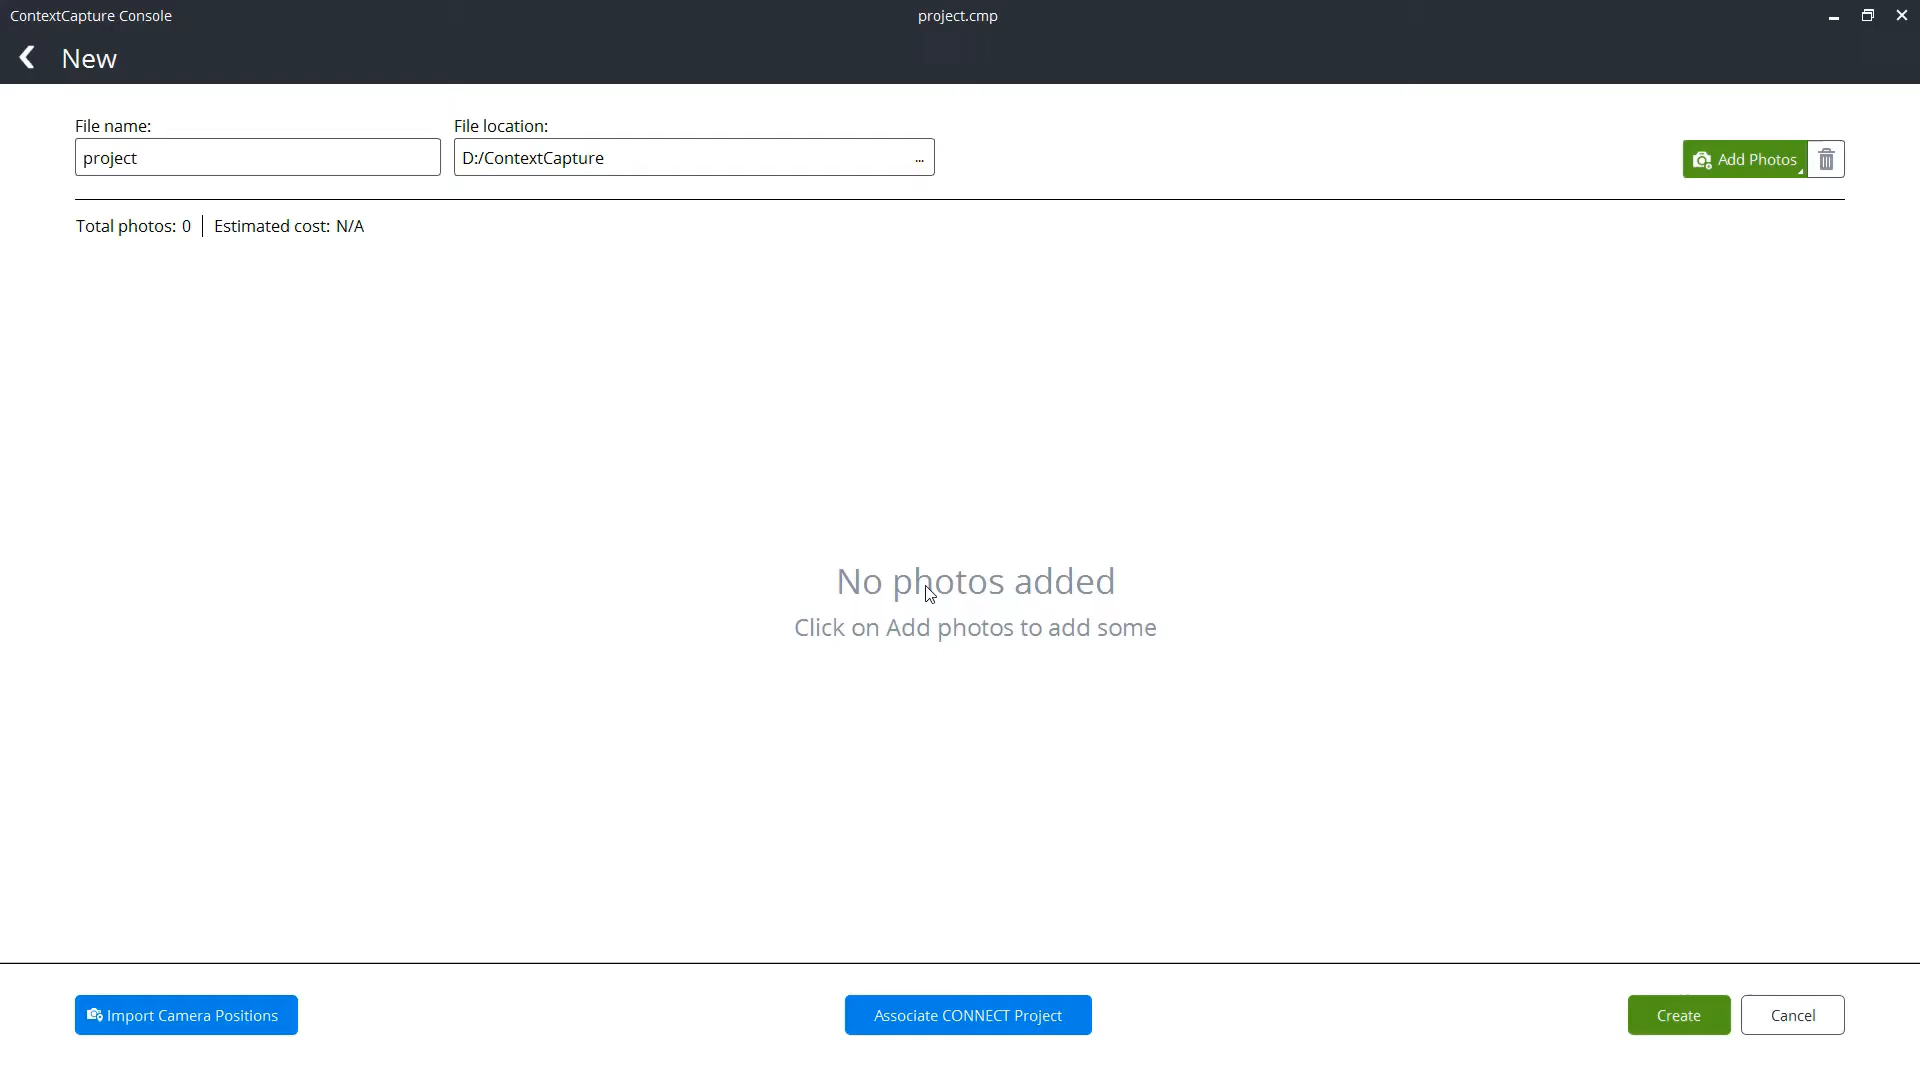 ContextCapture Console
project.cmp
New
File name:
File location:
project
D:/ContextCapture
...
Add Photos
Total photos: 0
Estimated cost: N/A
No photos added
Click on Add photos to add some
Import Camera Positions
Associate CONNECT Project
Create
Cancel